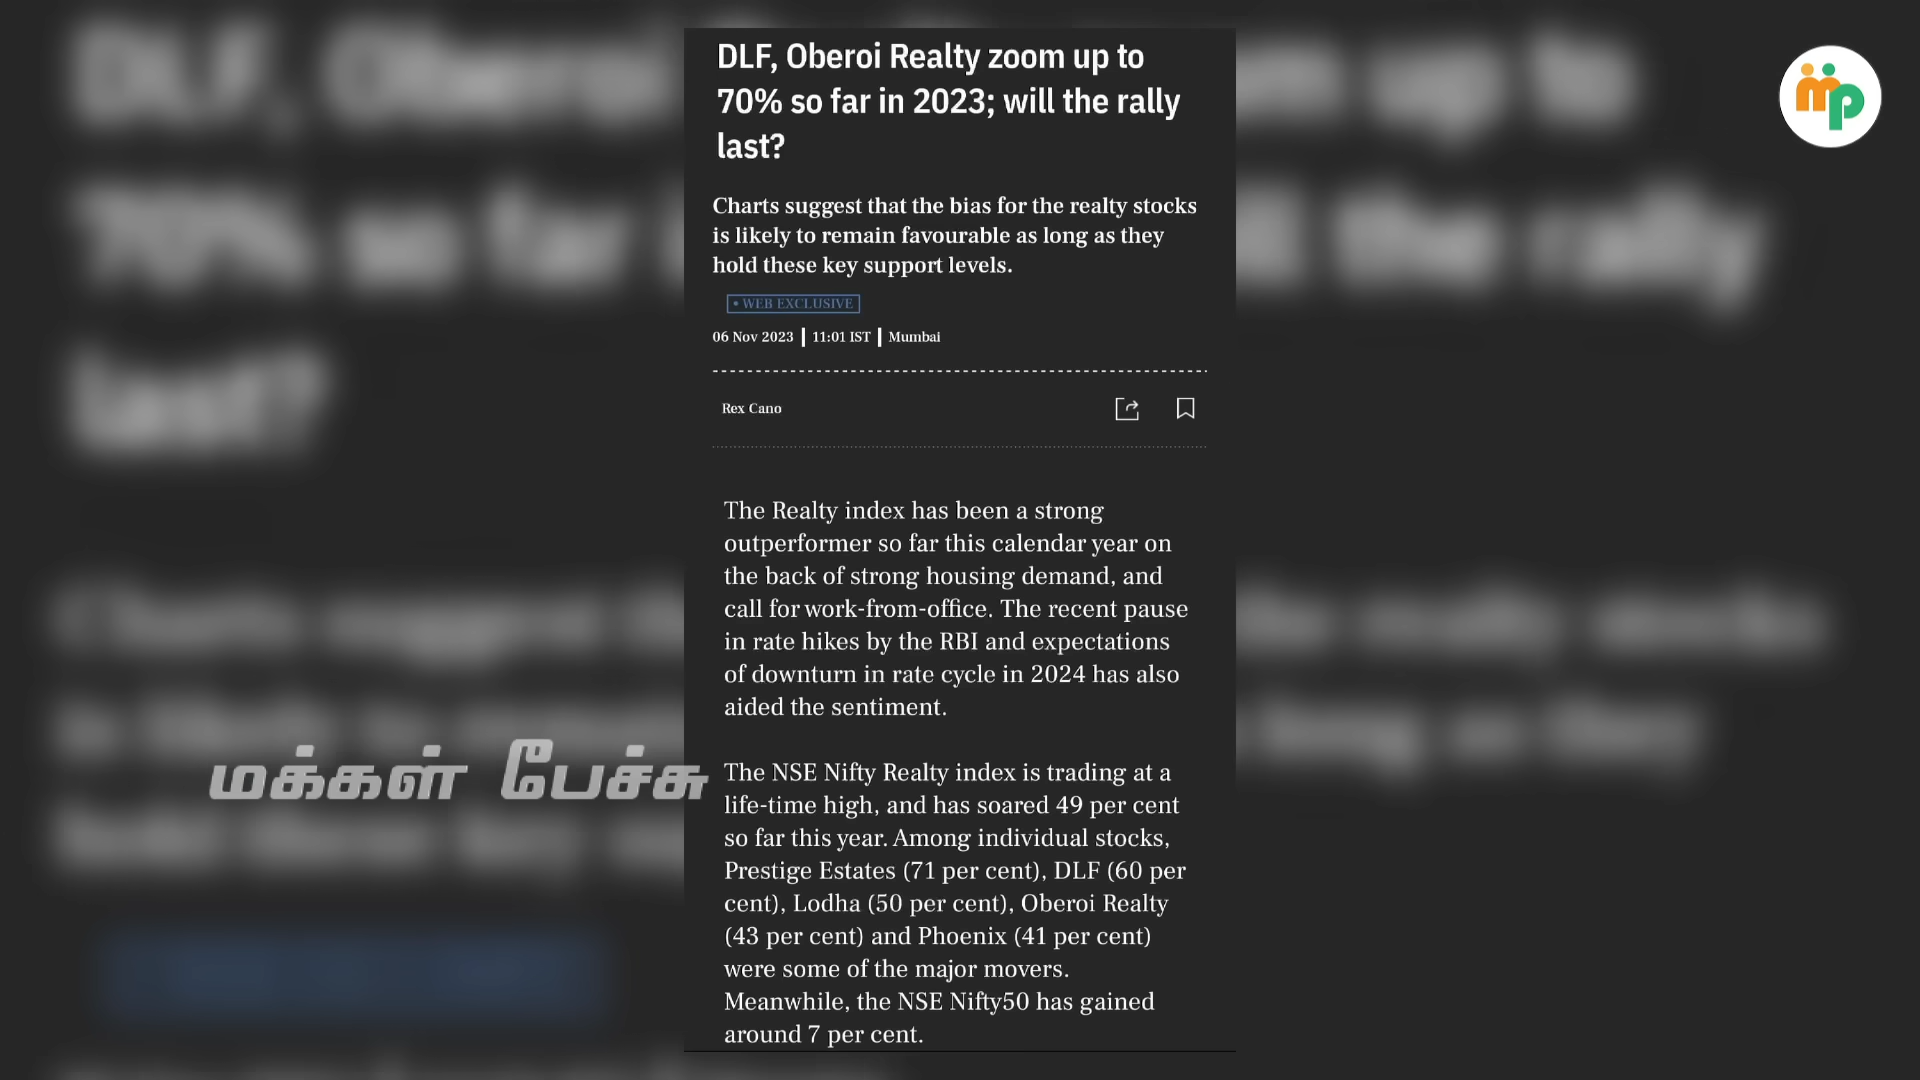 DLF, Oberoi Realty zoom up to
70% so far in 2023; will the rally
last?
Charts suggest that the bias for the realty stocks
is likely to remain favourable as long as they
hold these key support levels.
• WEB EXCLUSIVE
06 Nov 2023 | 11:01 IST | Mumbai
Rex Cano
The Realty index has been a strong
outperformer so far this calendar year on
the back of strong housing demand, and
call for work-from-office. The recent pause
in rate hikes by the RBI and expectations
of downturn in rate cycle in 2024 has also
aided the sentiment.
The NSE Nifty Realty index is trading at a
life-time high, and has soared 49 per cent
so far this year. Among individual stocks,
Prestige Estates (71 per cent), DLF (60 per
cent), Lodha (50 per cent), Oberoi Realty
(43 per cent) and Phoenix (41 per cent)
were some of the major movers.
Meanwhile, the NSE Nifty50 has gained
around 7 per cent.
மக்கள் பேச்சு
mp